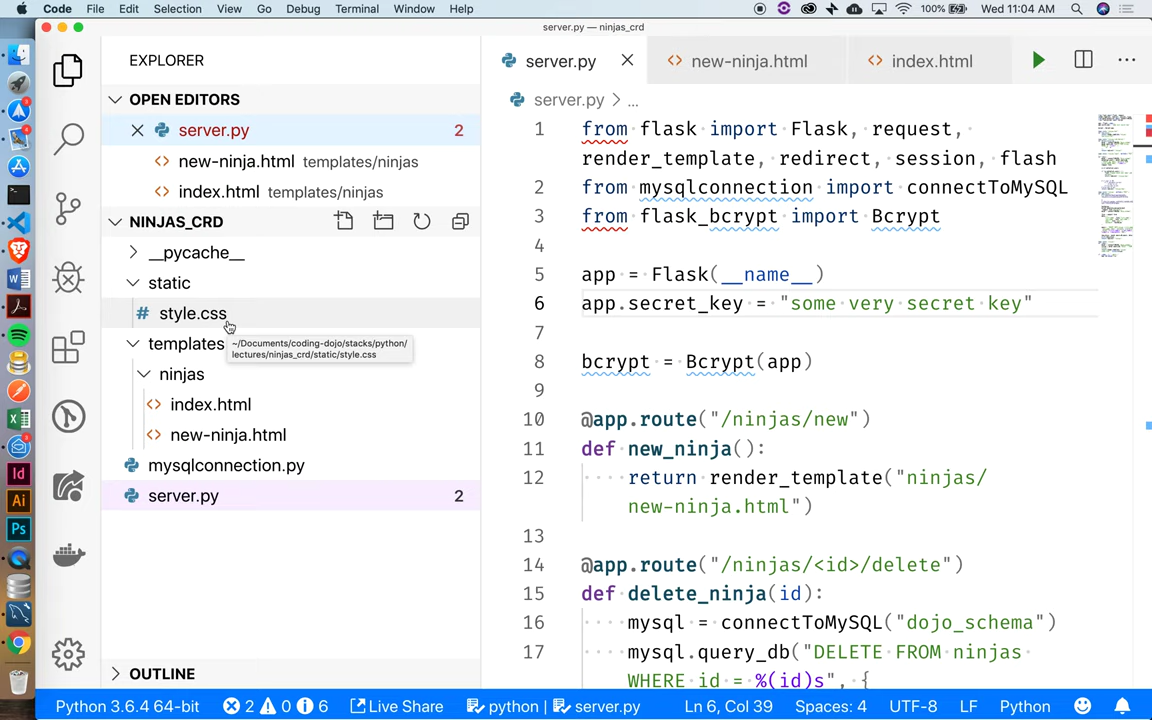 Code File Edit Selection View Go Debug Terminal Window Help 100% Wed 11:04 AM
server.py — ninjas_crd
EXPLORER
OPEN EDITORS
server.py 2
new-ninja.html templates/ninjas
index.html templates/ninjas
NINJAS_CRD
__pycache__
static
# style.css
~/Documents/coding-dojo/stacks/python/
lectures/ninjas_crd/static/style.css
templates
ninjas
index.html
new-ninja.html
mysqlconnection.py
server.py 2
OUTLINE
server.py new-ninja.html index.html
server.py > ...
1 from flask import Flask, request,
render_template, redirect, session, flash
2 from mysqlconnection import connectToMySQL
3 from flask_bcrypt import Bcrypt
4
5 app = Flask(__name__)
6 app.secret_key = "some very secret key"
7
8 bcrypt = Bcrypt(app)
9
10 @app.route("/ninjas/new")
11 def new_ninja():
12 return render_template("ninjas/
new-ninja.html")
13
14 @app.route("/ninjas/<id>/delete")
15 def delete_ninja(id):
16 mysql = connectToMySQL("dojo_schema")
17 mysql.query_db("DELETE FROM ninjas
WHERE id = %(id)s", {
Python 3.6.4 64-bit 2 0 6 Live Share python | server.py Ln 6, Col 39 Spaces: 4 UTF-8 LF Python
Id
Ai
Ps